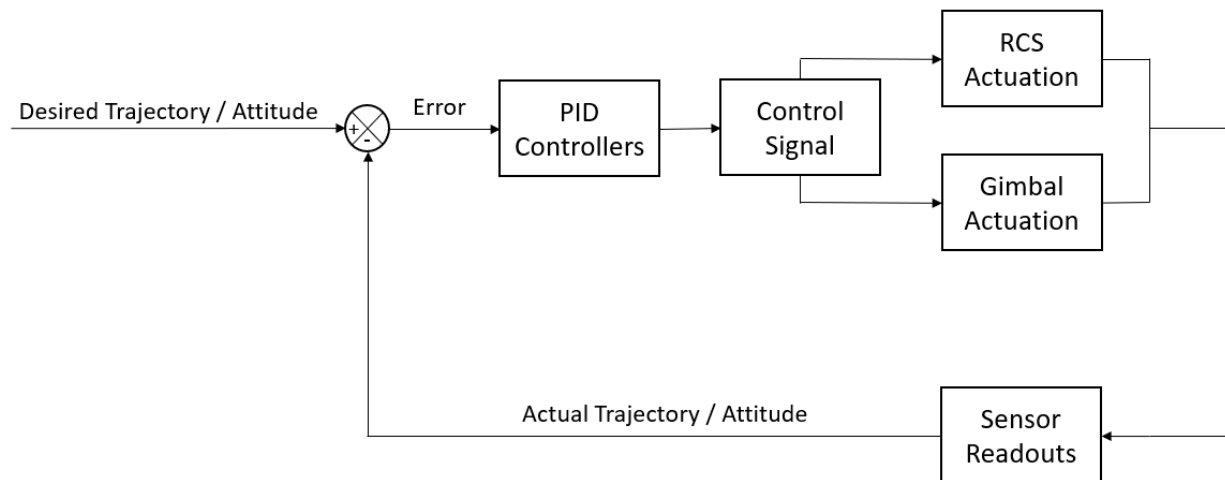 RCS
Actuation
Desired Trajectory / Attitude
Error
+
-
PID
Controllers
Control
Signal
Gimbal
Actuation
Actual Trajectory / Attitude
Sensor
Readouts